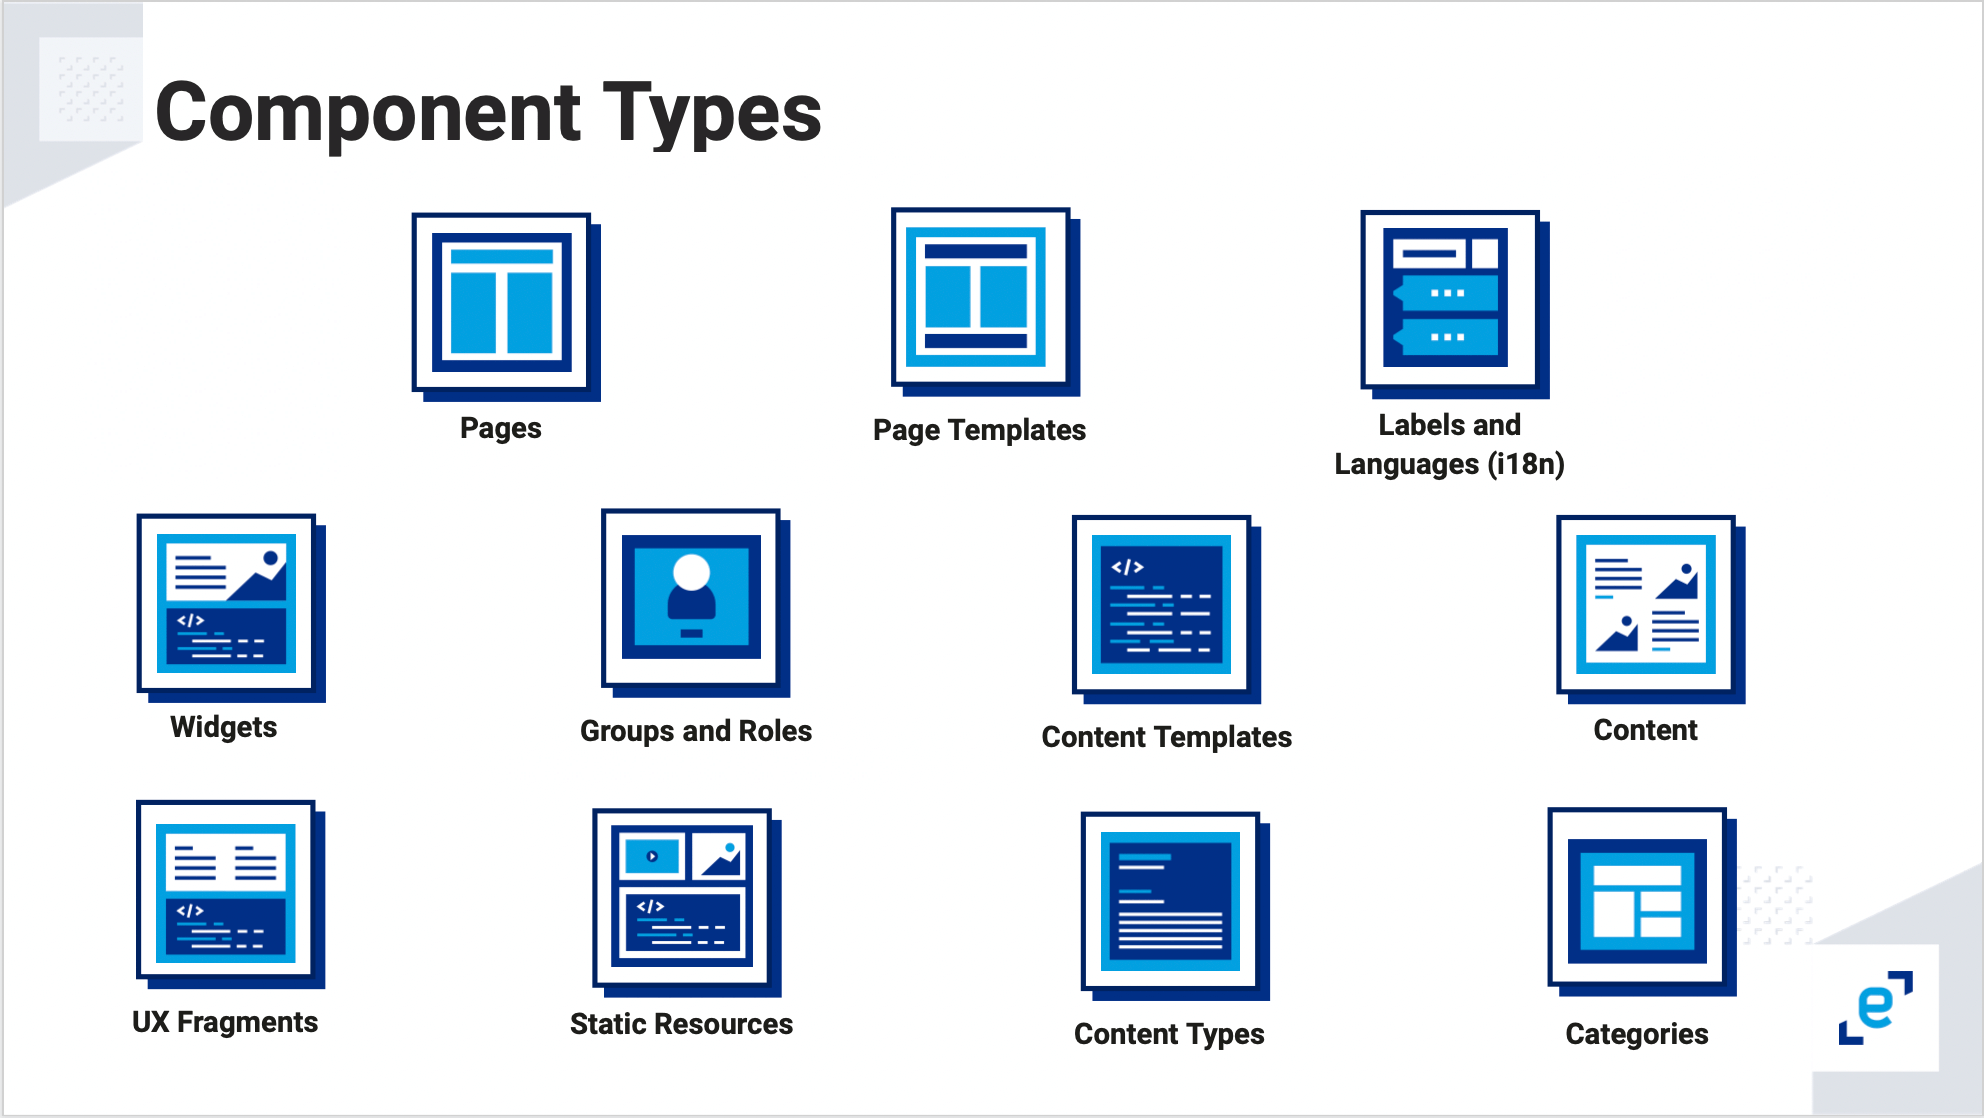 Component Types
Pages
Page Templates
Labels and
Languages (i18n)
Widgets
Groups and Roles
Content Templates
Content
UX Fragments
Static Resources
Content Types
Categories